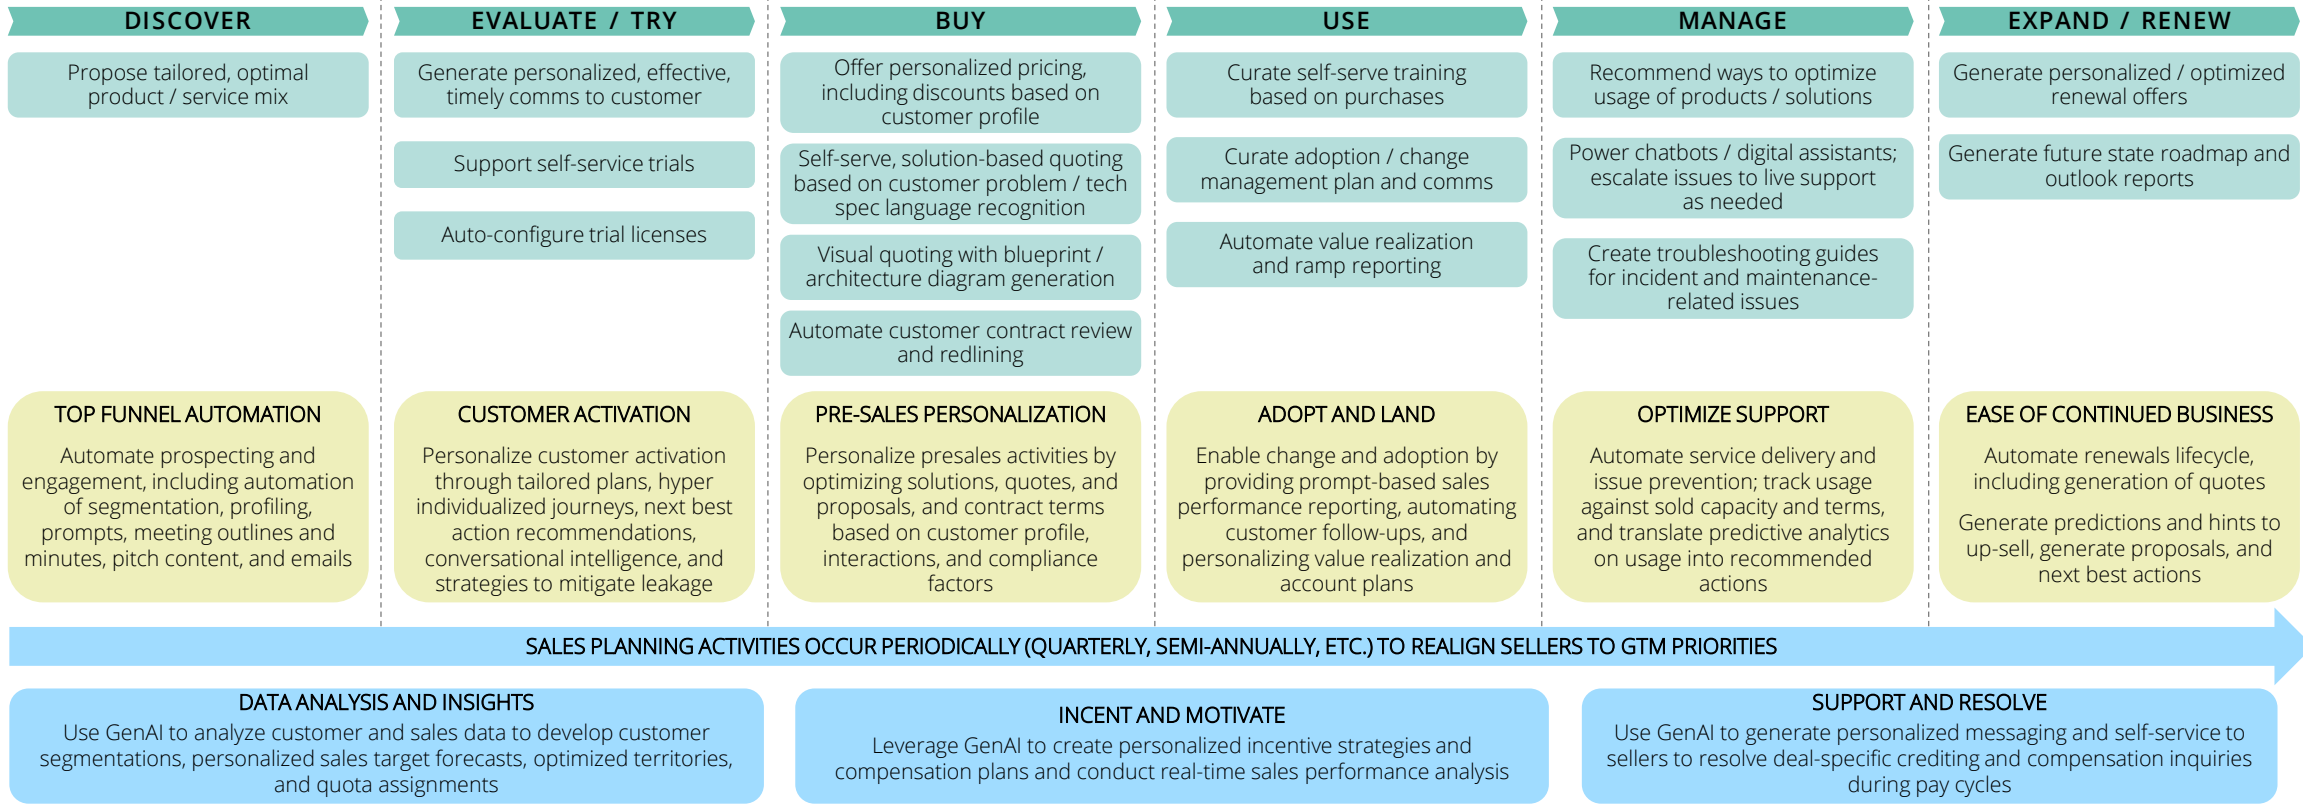 DISCOVER
EVALUATE / TRY
BUY
USE
MANAGE
EXPAND / RENEW
Propose tailored, optimal
product / service mix
Generate personalized, effective,
timely comms to customer
Support self-service trials
Auto-configure trial licenses
Offer personalized pricing,
including discounts based on
customer profile
Self-serve, solution-based quoting
based on customer problem / tech
spec language recognition
Visual quoting with blueprint /
architecture diagram generation
Automate customer contract review
and redlining
Curate self-serve training
based on purchases
Curate adoption / change
management plan and comms
Automate value realization
and ramp reporting
Recommend ways to optimize
usage of products / solutions
Power chatbots / digital assistants;
escalate issues to live support
as needed
Create troubleshooting guides
for incident and maintenance-
related issues
Generate personalized / optimized
renewal offers
Generate future state roadmap and
outlook reports
TOP FUNNEL AUTOMATION
Automate prospecting and
engagement, including automation
of segmentation, profiling,
prompts, meeting outlines and
minutes, pitch content, and emails
CUSTOMER ACTIVATION
Personalize customer activation
through tailored plans, hyper
individualized journeys, next best
action recommendations,
conversational intelligence, and
strategies to mitigate leakage
PRE-SALES PERSONALIZATION
Personalize presales activities by
optimizing solutions, quotes, and
proposals, and contract terms
based on customer profile,
interactions, and compliance
factors
ADOPT AND LAND
Enable change and adoption by
providing prompt-based sales
performance reporting, automating
customer follow-ups, and
personalizing value realization and
account plans
OPTIMIZE SUPPORT
Automate service delivery and
issue prevention; track usage
against sold capacity and terms,
and translate predictive analytics
on usage into recommended
actions
EASE OF CONTINUED BUSINESS
Automate renewals lifecycle,
including generation of quotes
Generate predictions and hints to
up-sell, generate proposals, and
next best actions
SALES PLANNING ACTIVITIES OCCUR PERIODICALLY (QUARTERLY, SEMI-ANNUALLY, ETC.) TO REALIGN SELLERS TO GTM PRIORITIES
DATA ANALYSIS AND INSIGHTS
Use GenAI to analyze customer and sales data to develop customer
segmentations, personalized sales target forecasts, optimized territories,
and quota assignments
INCENT AND MOTIVATE
Leverage GenAI to create personalized incentive strategies and
compensation plans and conduct real-time sales performance analysis
SUPPORT AND RESOLVE
Use GenAI to generate personalized messaging and self-service to
sellers to resolve deal-specific crediting and compensation inquiries
during pay cycles